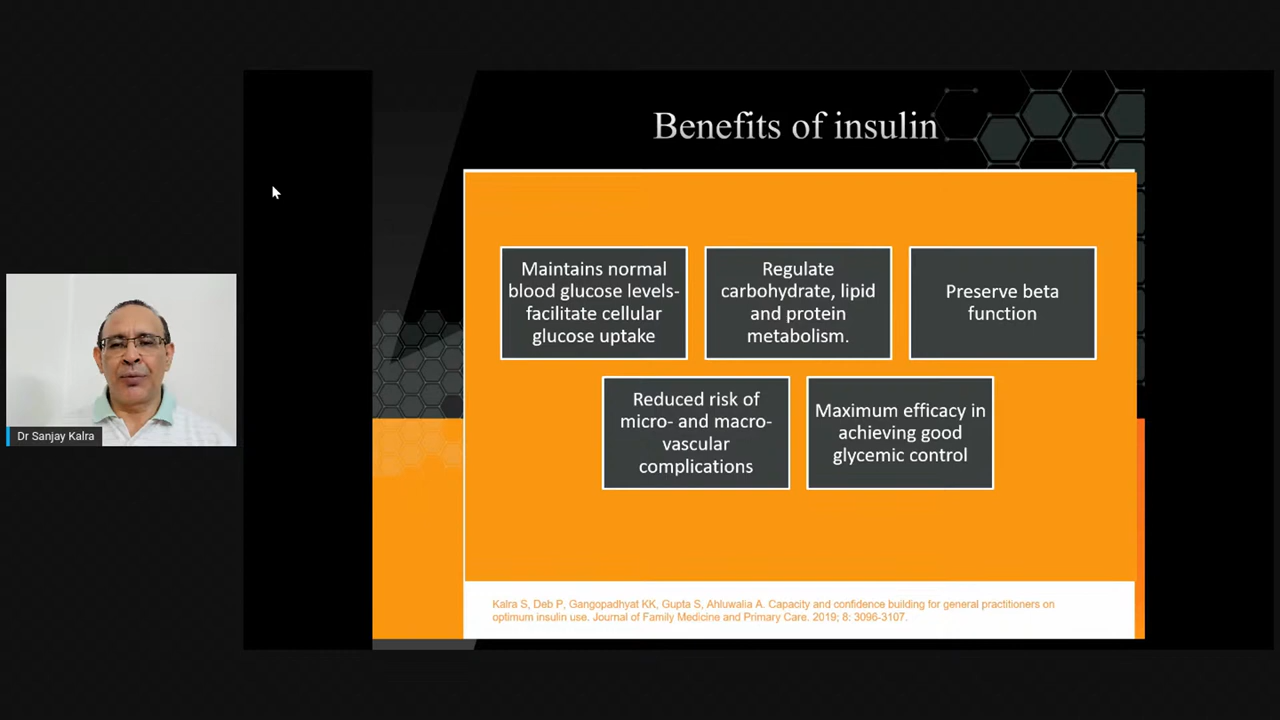 Benefits of insulin
Maintains normal
blood glucose levels-
facilitate cellular
glucose uptake
Regulate
carbohydrate, lipid
and protein
metabolism.
Preserve beta
function
Reduced risk of
micro- and macro-
vascular
complications
Maximum efficacy in
achieving good
glycemic control
Dr Sanjay Kalra
Kalra S, Deb P, Gangopadhyat KK, Gupta S, Ahluwalia A. Capacity and confidence building for general practitioners on
optimum insulin use. Journal of Family Medicine and Primary Care. 2019; 8: 3096-3107.